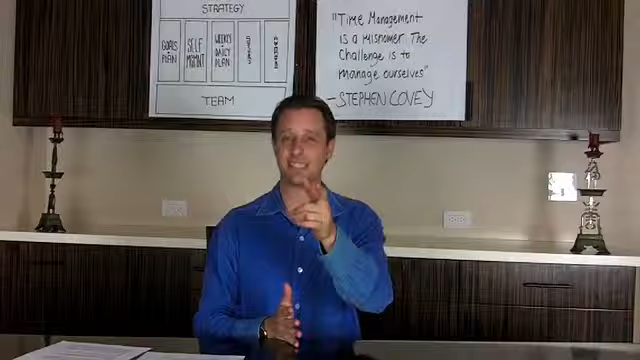 STRATEGY
GOALS
PLAN
SELF
MGMNT
WEEKLY
DAILY
PLAN
TEAM
"Time Management
is a misnomer The
Challenge is to
manage ourselves"
-STEPHEN COVEY